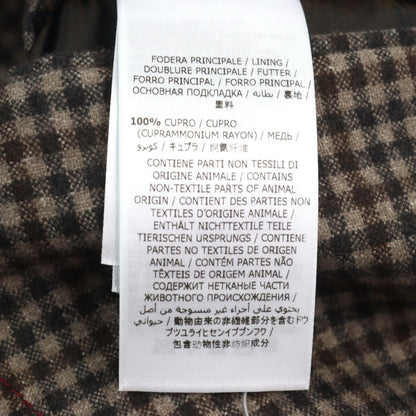 FODERA PRINCIPALE / LINING /
DOUBLURE PRINCIPALE / FUTTER /
FORRO PRINCIPAL / FORRO PRINCIPAL /
ОСНОВНАЯ ПОДКЛАДКА / بطانة / 裏地 /
里料
100% CUPRO / CUPRO
(CUPRAMMONIUM RAYON) / МЕДЬ /
كوبرو / キュプラ / 铜氨纤维
CONTIENE PARTI NON TESSILI DI
ORIGINE ANIMALE / CONTAINS
NON-TEXTILE PARTS OF ANIMAL
ORIGIN / CONTIENT DES PARTIES NON
TEXTILES D'ORIGINE ANIMALE /
ENTHÄLT NICHTTEXTILE TEILE
TIERISCHEN URSPRUNGS / CONTIENE
PARTES NO TEXTILES DE ORIGEN
ANIMAL / CONTÉM PARTES NÃO
TÊXTEIS DE ORIGEM ANIMAL /
СОДЕРЖИТ НЕТКАНЫЕ ЧАСТИ
ЖИВОТНОГО ПРОИСХОЖДЕНИЯ /
يحتوي على أجزاء غير منسوجة من أصل
حيواني / 動物由来の非繊維部分を含むドウ
ブツユライヒセンイブブンフク /
包含动物性非纺织成分